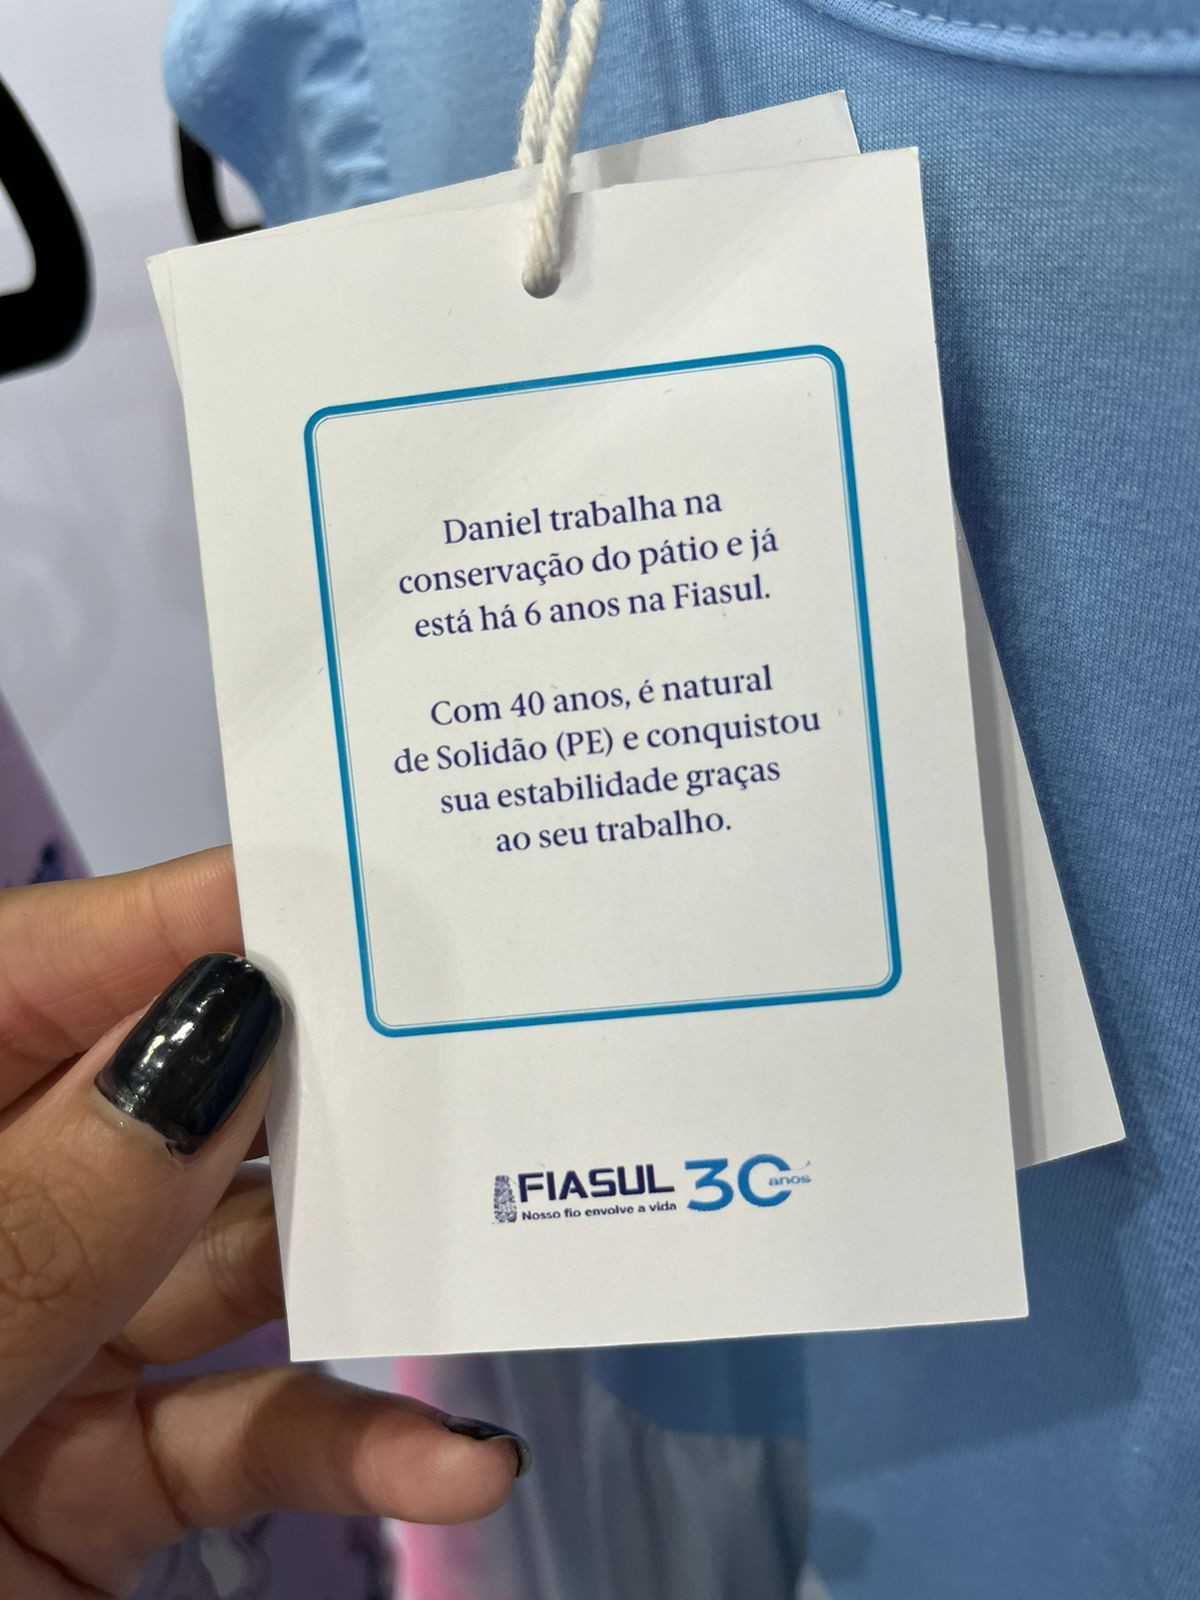 Daniel trabalha na
conservação do pátio e já
está há 6 anos na Fiasul.
Com 40 anos, é natural
de Solidão (PE) e conquistou
sua estabilidade graças
ao seu trabalho.
FIASUL 30 anos
Nosso fio envolve a vida